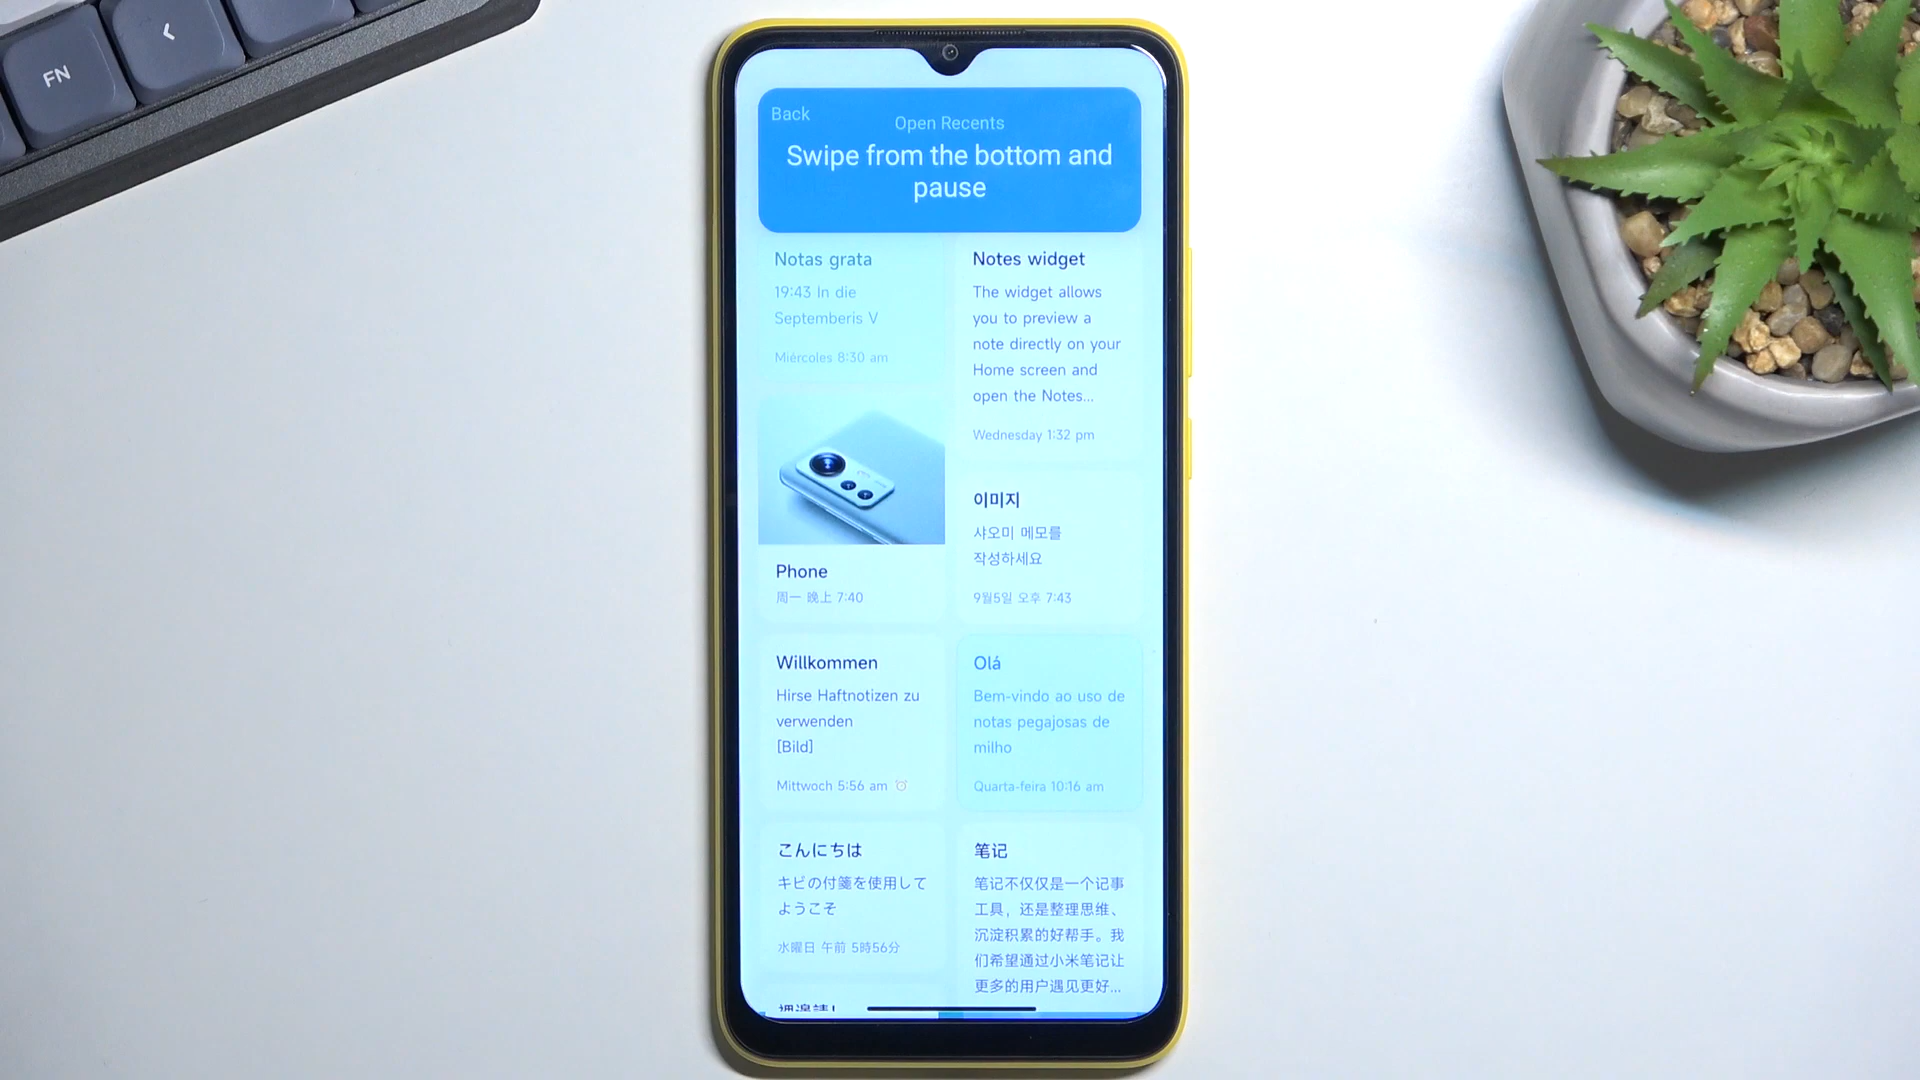 FN
Back
Open Recents
Swipe from the bottom and
pause
Notas grata
19:43 In die
Septemberis V
Miércoles 8:30 am
Phone
周一 晚上 7:40
Willkommen
Hirse Haftnotizen zu
verwenden
[Bild]
Mittwoch 5:56 am
こんにちは
キビの付箋を使用して
ようこそ
水曜日 午前 5時56分
Notes widget
The widget allows
you to preview a
note directly on your
Home screen and
open the Notes...
Wednesday 1:32 pm
이미지
샤오미 메모를
작성하세요
9월5일 오후 7:43
Olá
Bem-vindo ao uso de
notas pegajosas de
milho
Quarta-feira 10:16 am
笔记
笔记不仅仅是一个记事
工具，还是整理思维、
沉淀积累的好帮手。我
们希望通过小米笔记让
更多的用户遇见更好...